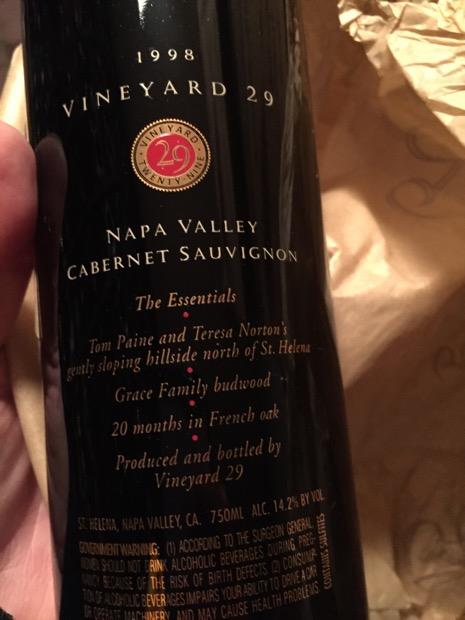 1998
VINEYARD 29
VINEYARD
29
TWENTY-NINE
NAPA VALLEY
CABERNET SAUVIGNON
The Essentials
Tom Paine and Teresa Norton's
gently sloping hillside north of St. Helena
Grace Family budwood
20 months in French oak
Produced and bottled by
Vineyard 29
ST. HELENA, NAPA VALLEY, CA. 750ML ALC. 14.2% BY VOL
GOVERNMENT WARNING: (1) ACCORDING TO THE SURGEON GENERAL,
WOMEN SHOULD NOT DRINK ALCOHOLIC BEVERAGES DURING PREG-
NANCY BECAUSE OF THE RISK OF BIRTH DEFECTS. (2) CONSUMP-
TION OF ALCOHOLIC BEVERAGES IMPAIRS YOUR ABILITY TO DRIVE A CAR
OR OPERATE MACHINERY, AND MAY CAUSE HEALTH PROBLEMS
CONTAINS SULFITES